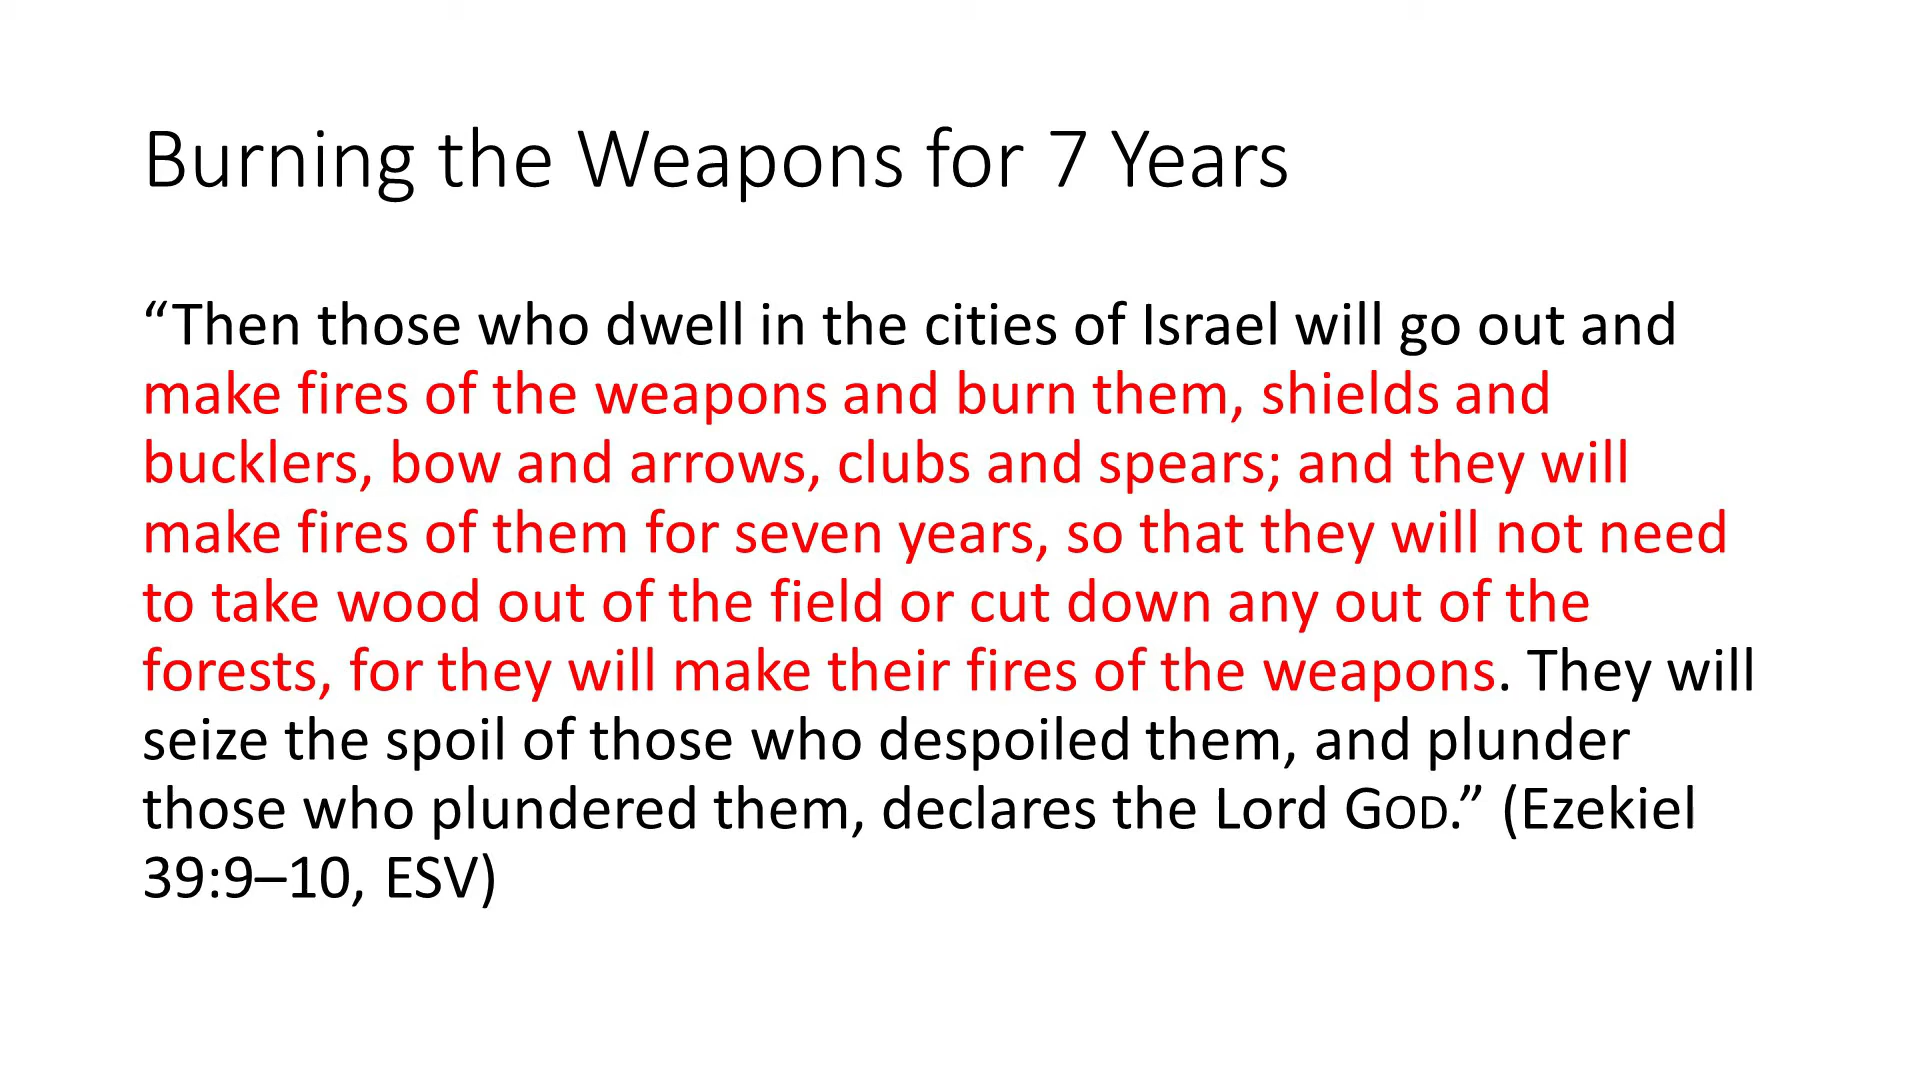 Burning the Weapons for 7 Years
“Then those who dwell in the cities of Israel will go out and
make fires of the weapons and burn them, shields and
bucklers, bow and arrows, clubs and spears; and they will
make fires of them for seven years, so that they will not need
to take wood out of the field or cut down any out of the
forests, for they will make their fires of the weapons. They will
seize the spoil of those who despoiled them, and plunder
those who plundered them, declares the Lord GOD.” (Ezekiel
39:9–10, ESV)